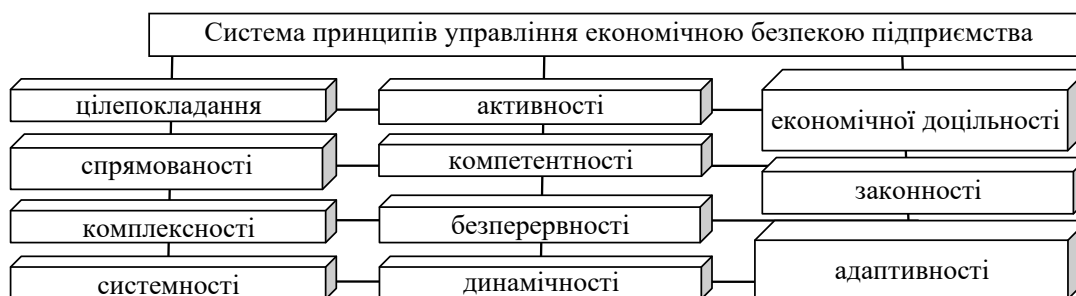 Система принципів управління економічною безпекою підприємства
цілепокладання
активності
економічної доцільності
спрямованості
компетентності
законності
комплексності
безперервності
адаптивності
системності
динамічності